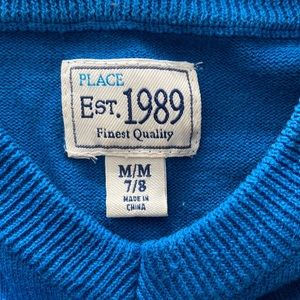 PLACE
EST. 1989
Finest Quality
M/M
7/8
MADE IN
CHINA